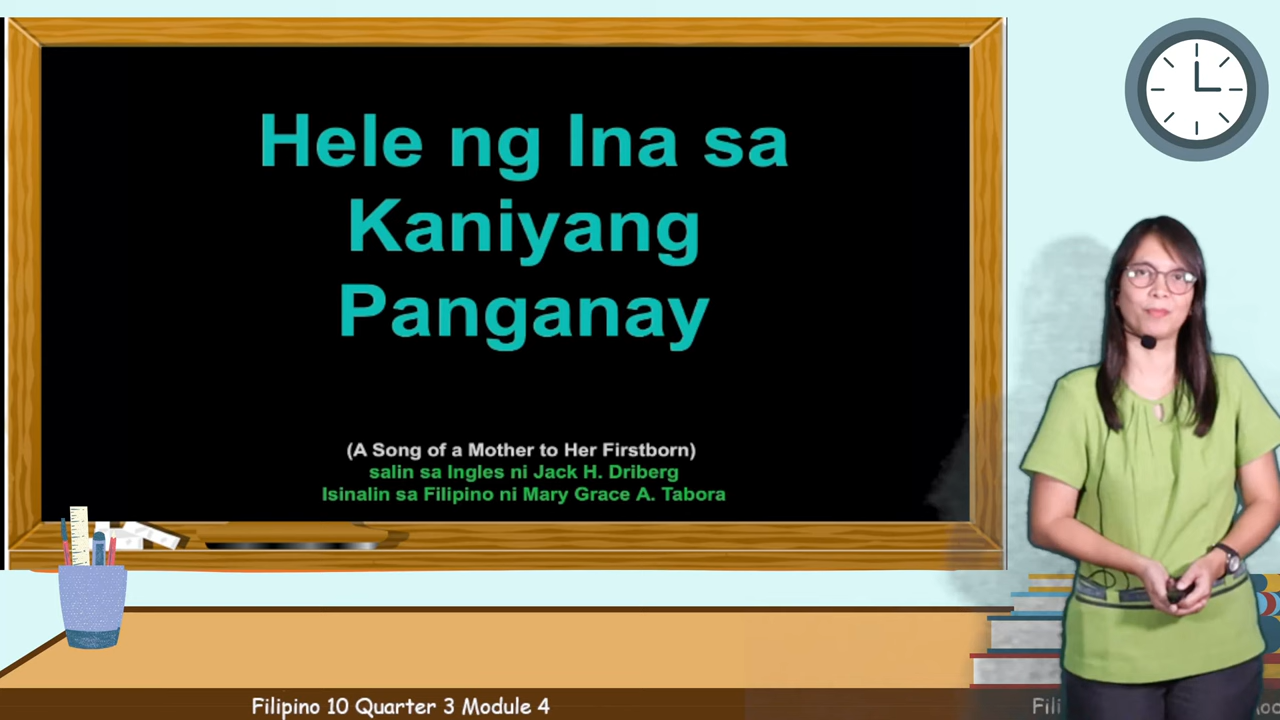 Hele ng Ina sa
Kaniyang
Panganay
(A Song of a Mother to Her Firstborn)
salin sa Ingles ni Jack H. Driberg
Isinalin sa Filipino ni Mary Grace A. Tabora
Filipino 10 Quarter 3 Module 4